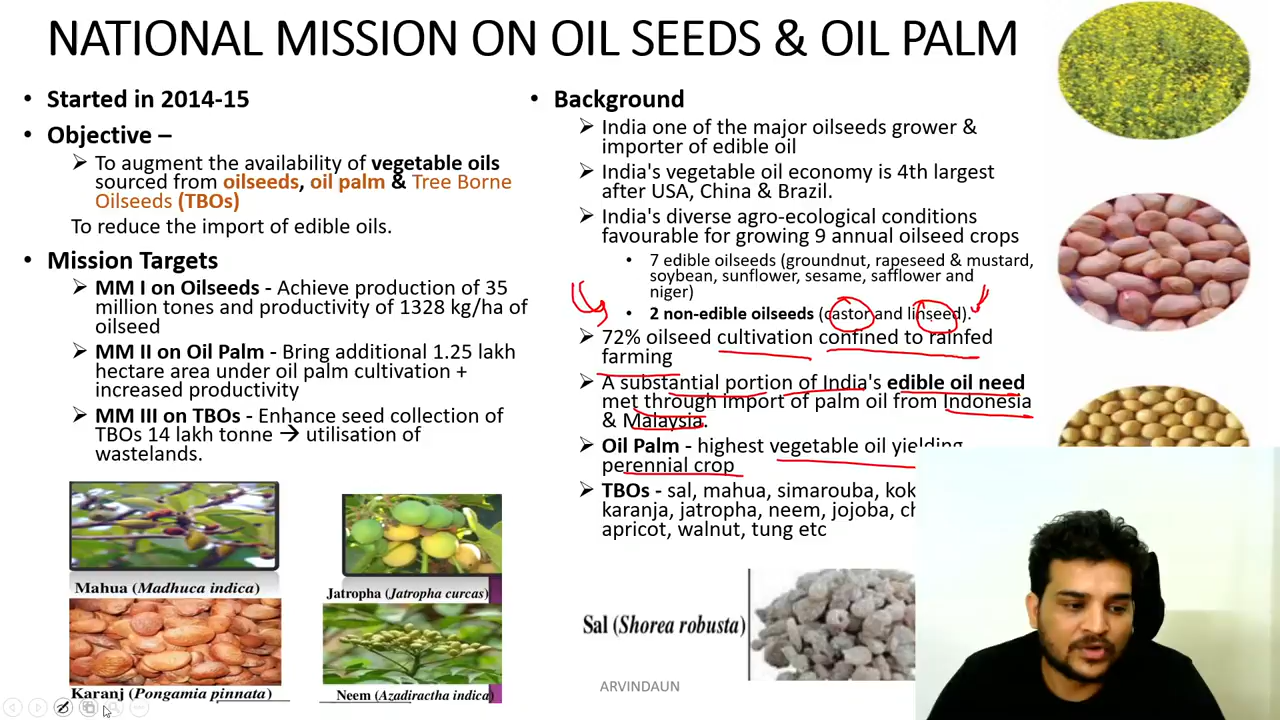 NATIONAL MISSION ON OIL SEEDS & OIL PALM
• Started in 2014-15
• Objective –
➢ To augment the availability of vegetable oils
sourced from oilseeds, oil palm & Tree Borne
Oilseeds (TBOs)
To reduce the import of edible oils.
• Mission Targets
➢ MM I on Oilseeds - Achieve production of 35
million tones and productivity of 1328 kg/ha of
oilseed
➢ MM II on Oil Palm - Bring additional 1.25 lakh
hectare area under oil palm cultivation +
increased productivity
➢ MM III on TBOs - Enhance seed collection of
TBOs 14 lakh tonne → utilisation of
wastelands.
Mahua (Madhuca indica)
Jatropha (Jatropha curcas)
Karanj (Pongamia pinnata)
Neem (Azadiractha indica)
• Background
➢ India one of the major oilseeds grower &
importer of edible oil
➢ India's vegetable oil economy is 4th largest
after USA, China & Brazil.
➢ India's diverse agro-ecological conditions
favourable for growing 9 annual oilseed crops
• 7 edible oilseeds (groundnut, rapeseed & mustard,
soybean, sunflower, sesame, safflower and
niger)
• 2 non-edible oilseeds (castor and linseed).
➢ 72% oilseed cultivation confined to rainfed
farming
➢ A substantial portion of India's edible oil need
met through import of palm oil from Indonesia
& Malaysia.
➢ Oil Palm - highest vegetable oil yielding
perennial crop
➢ TBOs - sal, mahua, simarouba, kok
karanja, jatropha, neem, jojoba, ch
apricot, walnut, tung etc
Sal (Shorea robusta)
ARVINDAUN